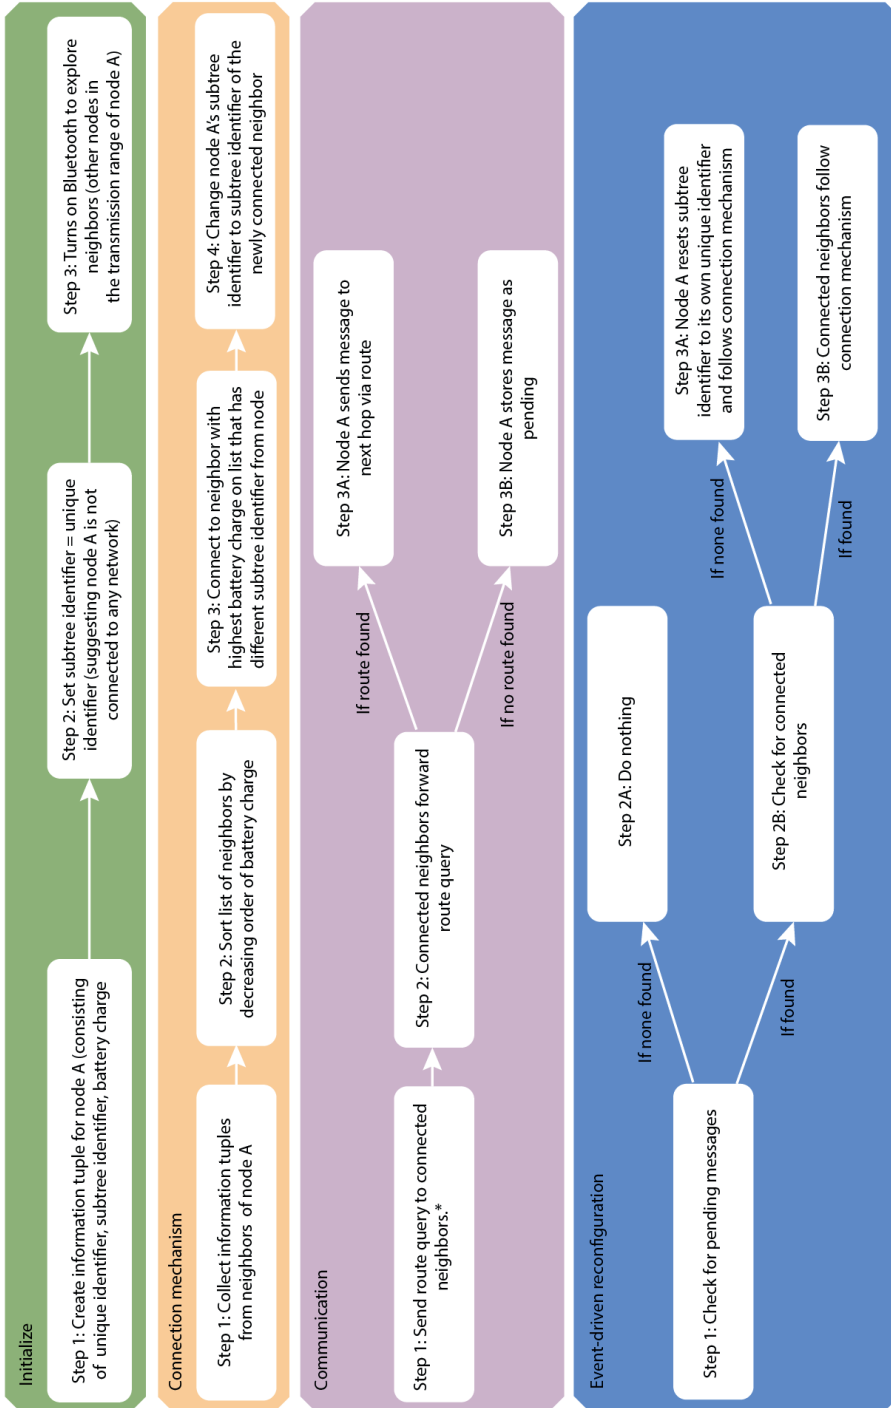 Initialize
Step 1: Create information tuple for node A (consisting
of unique identifier, subtree identifier, battery charge
Step 2: Set subtree identifier = unique
identifier (suggesting node A is not
connected to any network)
Step 3: Turns on Bluetooth to explore
neighbors (other nodes in
the transmission range of node A)
Connection mechanism
Step 1: Collect information tuples
from neighbors of node A
Step 2: Sort list of neighbors by
decreasing order of battery charge
Step 3: Connect to neighbor with
highest battery charge on list that has
different subtree identifier from node
Step 4: Change node A's subtree
identifier to subtree identifier of the
newly connected neighbor
Communication
Step 1: Send route query to connected
neighbors.*
Step 2: Connected neighbors forward
route query
If route found
Step 3A: Node A sends message to
next hop via route
If no route found
Step 3B: Node A stores message as
pending
Event-driven reconfiguration
Step 1: Check for pending messages
If none found
Step 2A: Do nothing
If found
Step 2B: Check for connected
neighbors
If none found
Step 3A: Node A resets subtree
identifier to its own unique identifier
and follows connection mechanism
If found
Step 3B: Connected neighbors follow
connection mechanism